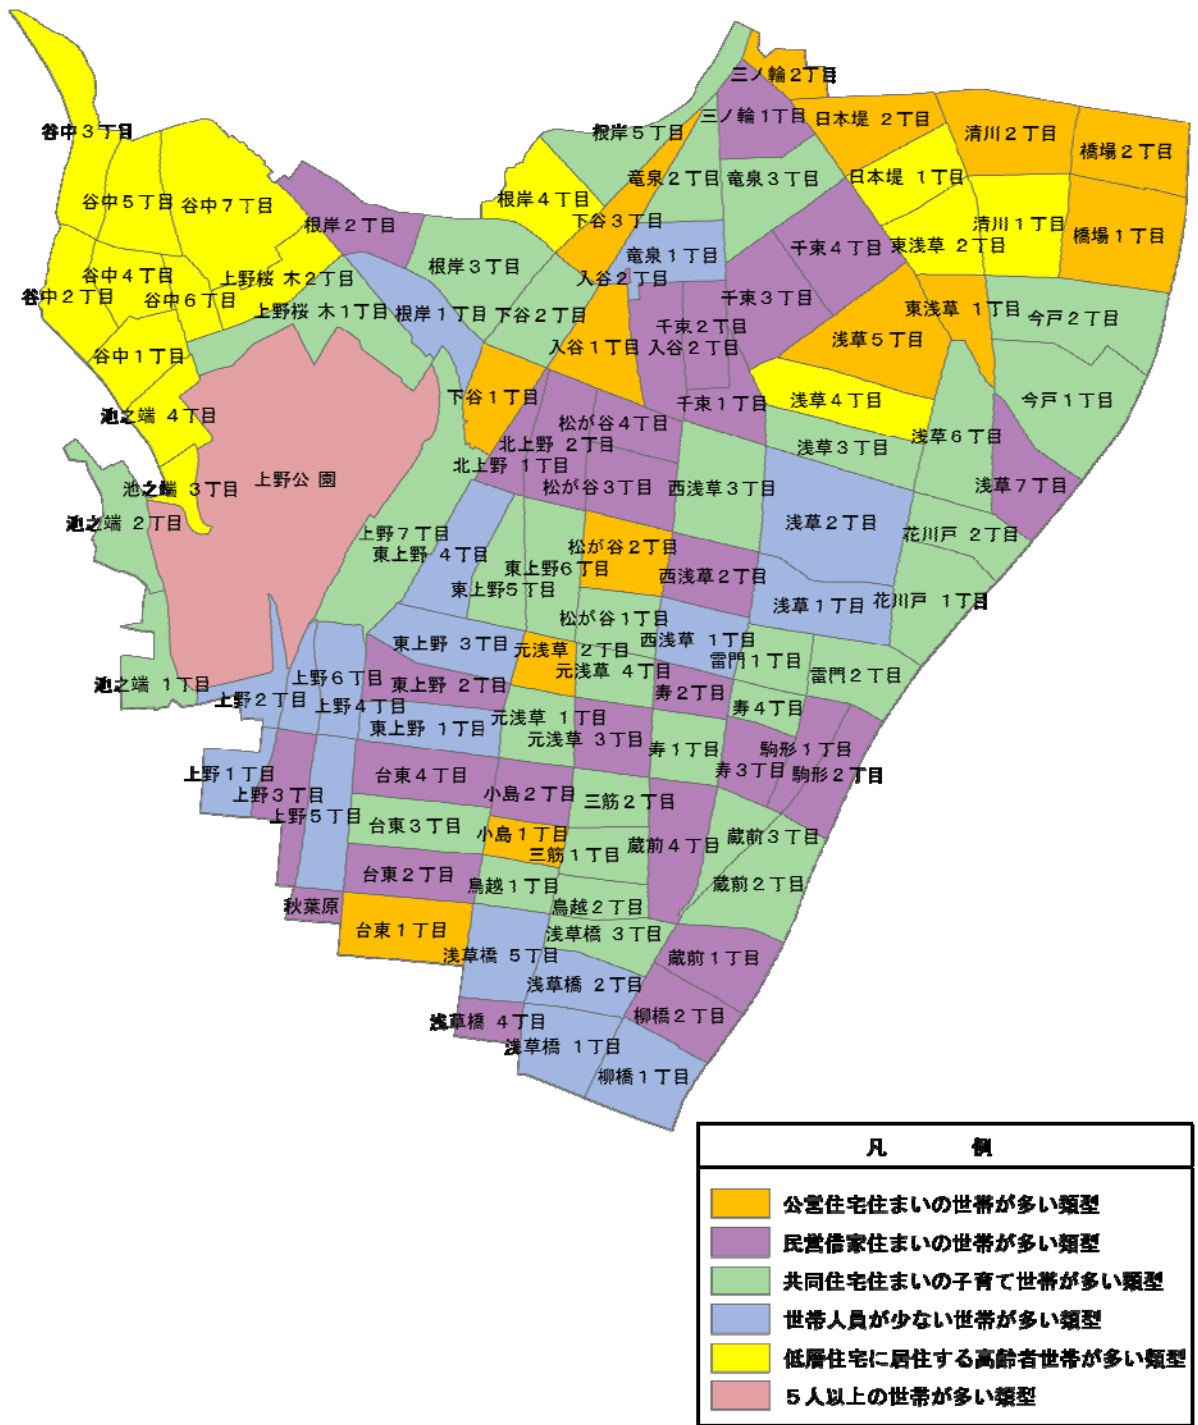 三ノ輪２丁目
谷中３丁目
根岸５丁目
三ノ輪１丁目
日本堤 ２丁目
清川２丁目
橋場２丁目
谷中５丁目
谷中７丁目
根岸４丁目
竜泉２丁目
竜泉３丁目
日本堤 １丁目
根岸２丁目
下谷３丁目
清川１丁目
橋場１丁目
千束４丁目
東浅草 ２丁目
竜泉１丁目
根岸３丁目
谷中４丁目
上野桜 木２丁目
入谷２丁目
谷中２丁目
谷中６丁目
千束３丁目
上野桜 木１丁目
根岸１丁目
下谷２丁目
東浅草 １丁目
今戸２丁目
千束２丁目
浅草５丁目
谷中１丁目
入谷１丁目
入谷２丁目
下谷１丁目
千束１丁目
浅草４丁目
今戸１丁目
池之端 ４丁目
松が谷４丁目
北上野 ２丁目
浅草３丁目
浅草６丁目
北上野 １丁目
上野公 園
池之端 ３丁目
松が谷３丁目
西浅草３丁目
浅草７丁目
池之端 ２丁目
上野７丁目
浅草２丁目
花川戸 ２丁目
東上野 ４丁目
松が谷２丁目
東上野６丁目
西浅草２丁目
東上野５丁目
浅草１丁目
花川戸 １丁目
松が谷１丁目
東上野 ３丁目
元浅草 ２丁目
西浅草 １丁目
雷門１丁目
雷門２丁目
元浅草 ４丁目
池之端 １丁目
上野６丁目
東上野 ２丁目
寿２丁目
上野２丁目
上野４丁目
寿４丁目
元浅草 １丁目
東上野 １丁目
元浅草 ３丁目
寿１丁目
駒形１丁目
上野１丁目
台東４丁目
寿３丁目
駒形２丁目
上野３丁目
小島２丁目
三筋２丁目
上野５丁目
台東３丁目
小島１丁目
蔵前３丁目
三筋１丁目
蔵前４丁目
台東２丁目
鳥越１丁目
蔵前２丁目
秋葉原
鳥越２丁目
台東１丁目
浅草橋 ３丁目
浅草橋 ５丁目
蔵前１丁目
浅草橋 ２丁目
浅草橋 ４丁目
柳橋２丁目
浅草橋 １丁目
柳橋１丁目
凡 例
公営住宅住まいの世帯が多い類型
民営借家住まいの世帯が多い類型
共同住宅住まいの子育て世帯が多い類型
世帯人員が少ない世帯が多い類型
低層住宅に居住する高齢者世帯が多い類型
５人以上の世帯が多い類型